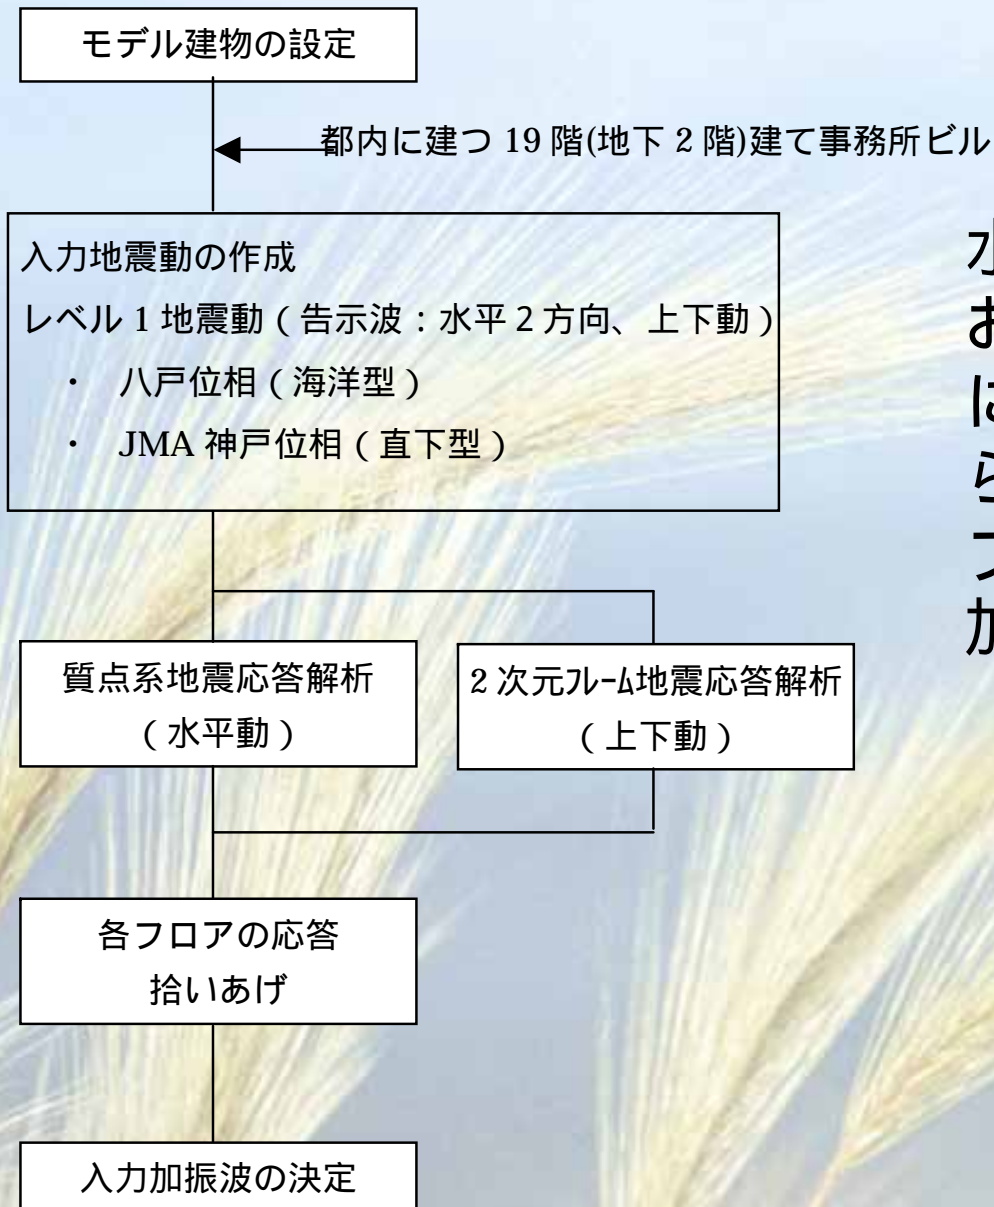 モデル建物の設定
都内に建つ 19 階(地下 2 階)建て事務所ビル
入力地震動の作成
レベル 1 地震動（告示波：水平２方向、上下動）
・ 八戸位相（海洋型）
・ JMA 神戸位相（直下型）
質点系地震応答解析
（水平動）
2 次元ﾌﾚｰﾑ地震応答解析
（上下動）
各フロアの応答
拾いあげ
入力加振波の決定